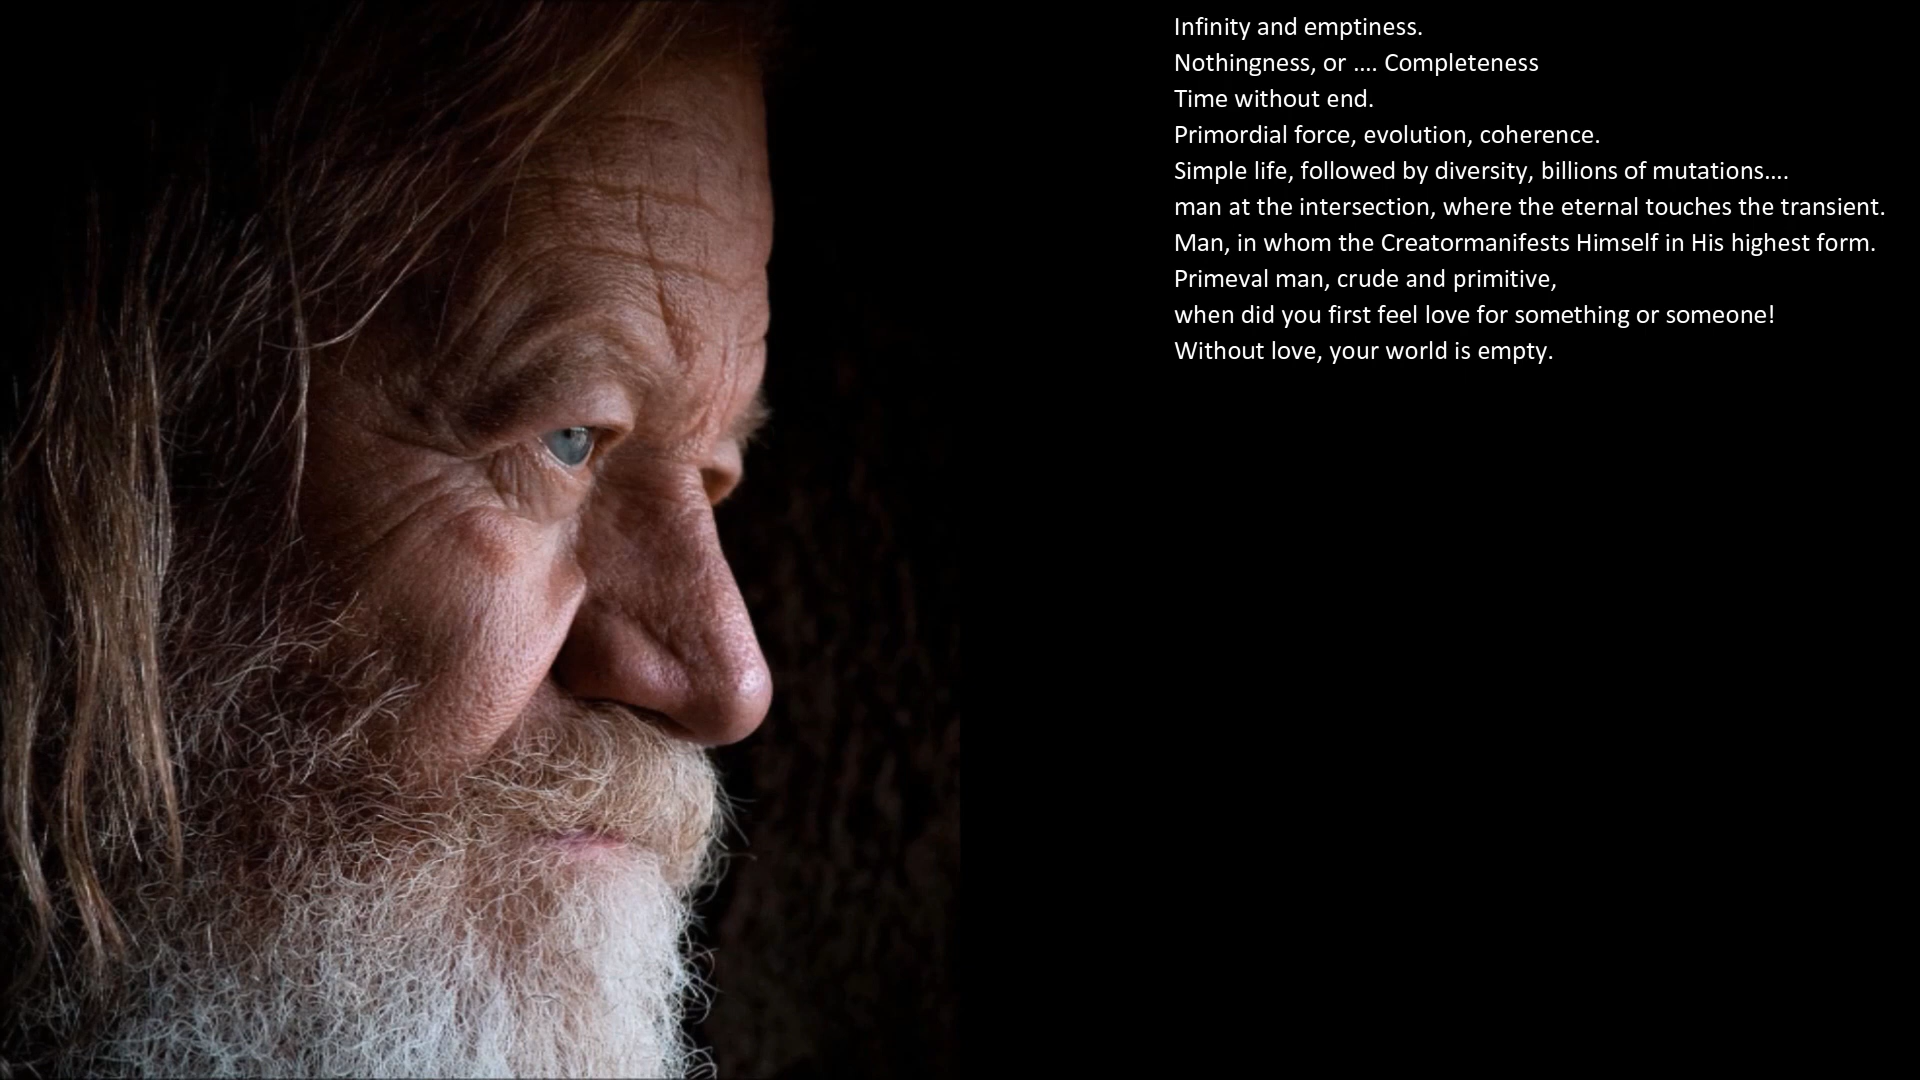 Infinity and emptiness.
Nothingness, or .... Completeness
Time without end.
Primordial force, evolution, coherence.
Simple life, followed by diversity, billions of mutations....
man at the intersection, where the eternal touches the transient.
Man, in whom the Creatormanifests Himself in His highest form.
Primeval man, crude and primitive,
when did you first feel love for something or someone!
Without love, your world is empty.